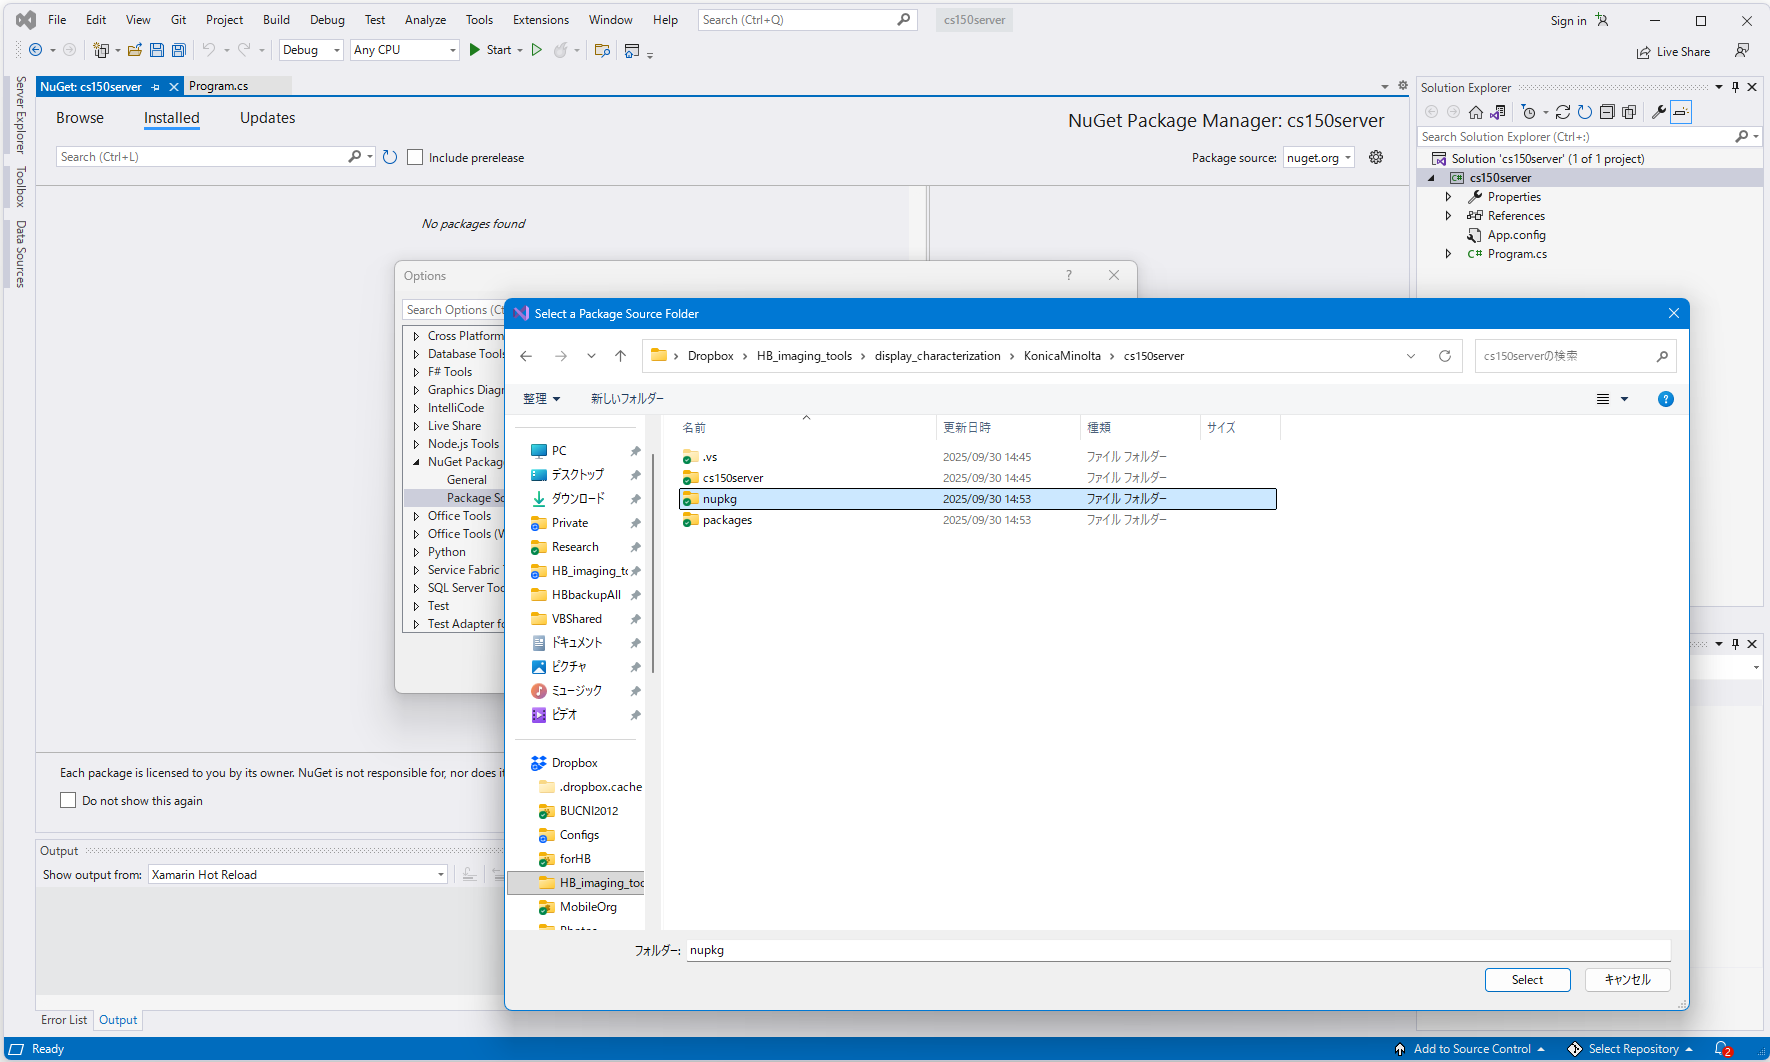 File Edit View Git Project Build Debug Test Analyze Tools Extensions Window Help Search (Ctrl+Q) cs150server Sign in
Debug Any CPU Start Live Share
Server Explorer
Toolbox
Data Sources
NuGet: cs150server Program.cs
Browse Installed Updates
NuGet Package Manager: cs150server
Search (Ctrl+L) Include prerelease
Package source: nuget.org
No packages found
Solution Explorer
Search Solution Explorer (Ctrl+;)
Solution 'cs150server' (1 of 1 project)
C# cs150server
Properties
References
App.config
C# Program.cs
Options ?
Search Options (Ct
Cross Platform
Database Tools
F# Tools
Graphics Diagn
IntelliCode
Live Share
Node.js Tools
NuGet Package
General
Package So
Office Tools
Office Tools (W
Python
Service Fabric
SQL Server Too
Test
Test Adapter fo
Select a Package Source Folder
Dropbox HB_imaging_tools display_characterization KonicaMinolta cs150server
cs150serverの検索
整理 新しいフォルダー ?
名前 更新日時 種類 サイズ
.vs 2025/09/30 14:45 ファイル フォルダー
cs150server 2025/09/30 14:45 ファイル フォルダー
nupkg 2025/09/30 14:53 ファイル フォルダー
packages 2025/09/30 14:53 ファイル フォルダー
PC
デスクトップ
ダウンロード
Private
Research
HB_imaging_to
HBbackupAll
VBShared
ドキュメント
ピクチャ
ミュージック
ビデオ
Dropbox
.dropbox.cache
BUCNI2012
Configs
forHB
HB_imaging_too
MobileOrg
フォルダー: nupkg
Select キャンセル
Each package is licensed to you by its owner. NuGet is not responsible for, nor does it
Do not show this again
Output
Show output from: Xamarin Hot Reload
Error List Output
Ready Add to Source Control Select Repository 2